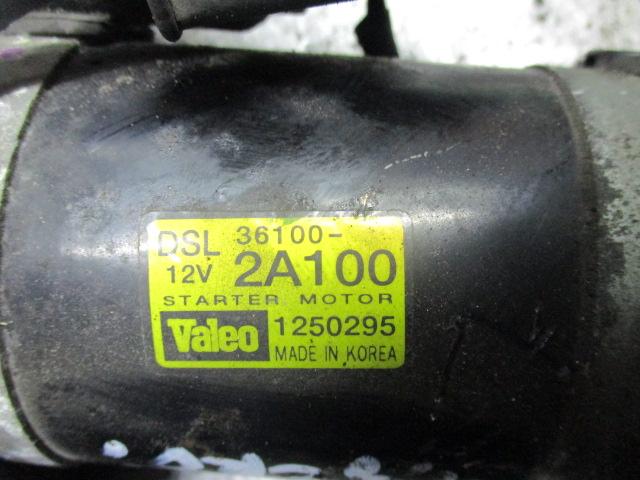 DSL 36100-
12V 2A100
STARTER MOTOR
Valeo 1250295
MADE IN KOREA